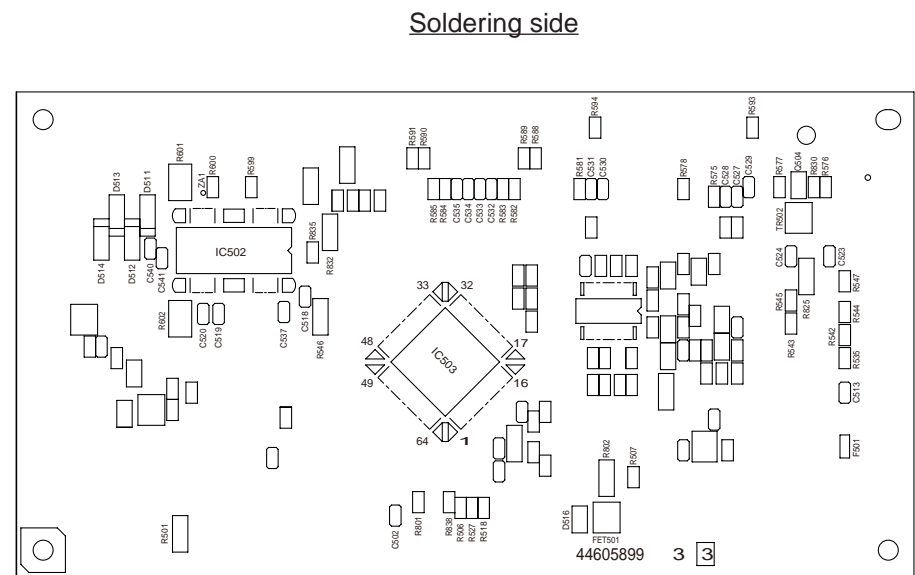 Soldering side
R594
R593
R591
R590
R589
R588
R601
R600
ZA1
R599
R581
C531
C530
R578
R575
C528
C527
C529
R577
Q504
R830
R576
D513
D511
R585
R584
C535
C534
C533
C532
R583
R582
TR502
R835
R832
IC502
D514
D512
C540
C541
C524
C523
R545
R825
R547
R602
C520
C519
C537
C518
R546
33
32
R544
R543
R542
R535
48
17
IC503
49
16
C513
64
1
F501
R802
R507
R501
C502
R801
R838
R506
R527
R518
D516
FET501
44605899 3 3